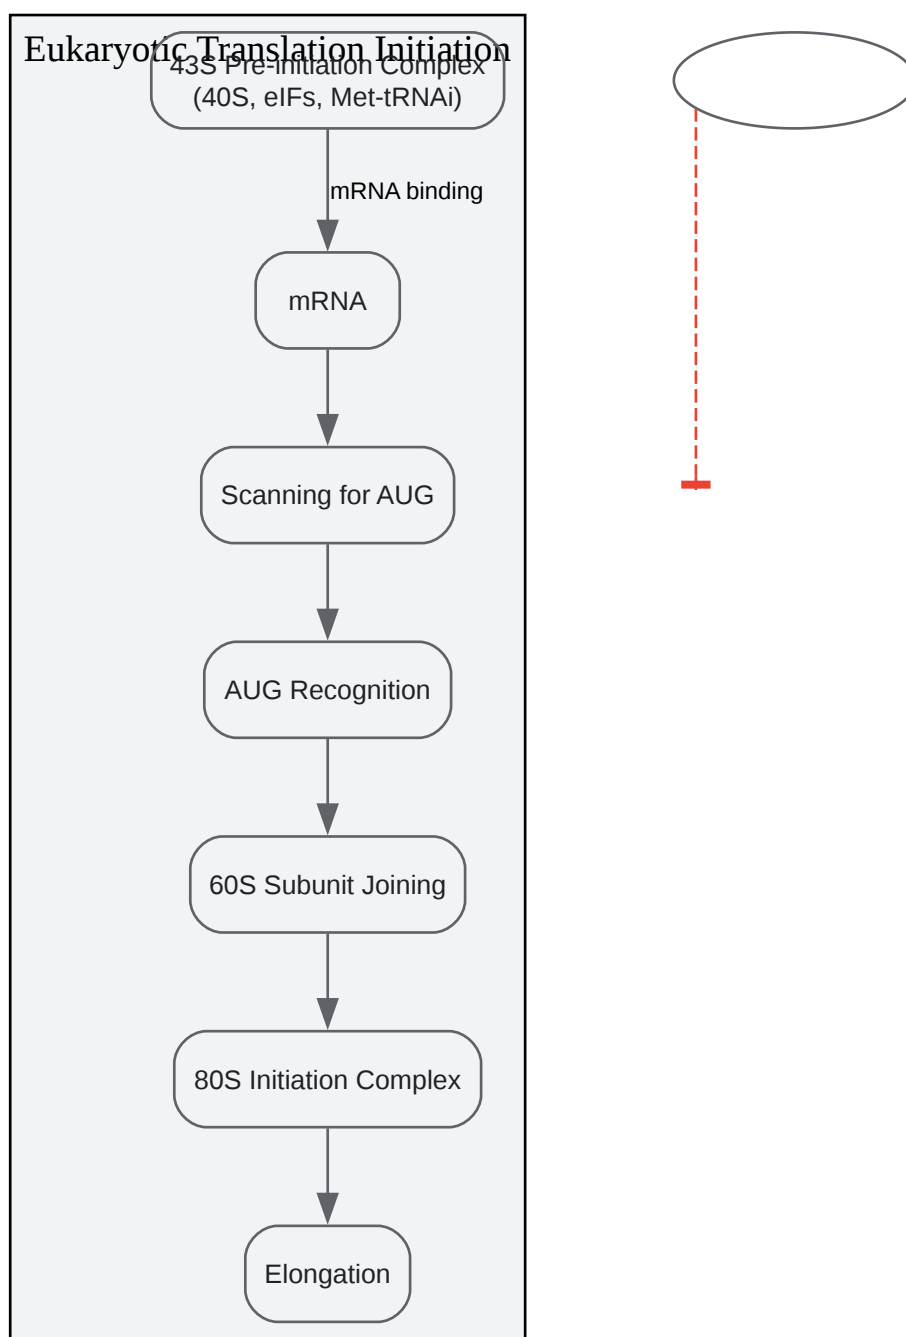 Eukaryotic Translation Initiation
43S Pre-initiation Complex
(40S, eIFs, Met-tRNAi)
mRNA binding
mRNA
Scanning for AUG
AUG Recognition
60S Subunit Joining
80S Initiation Complex
Elongation